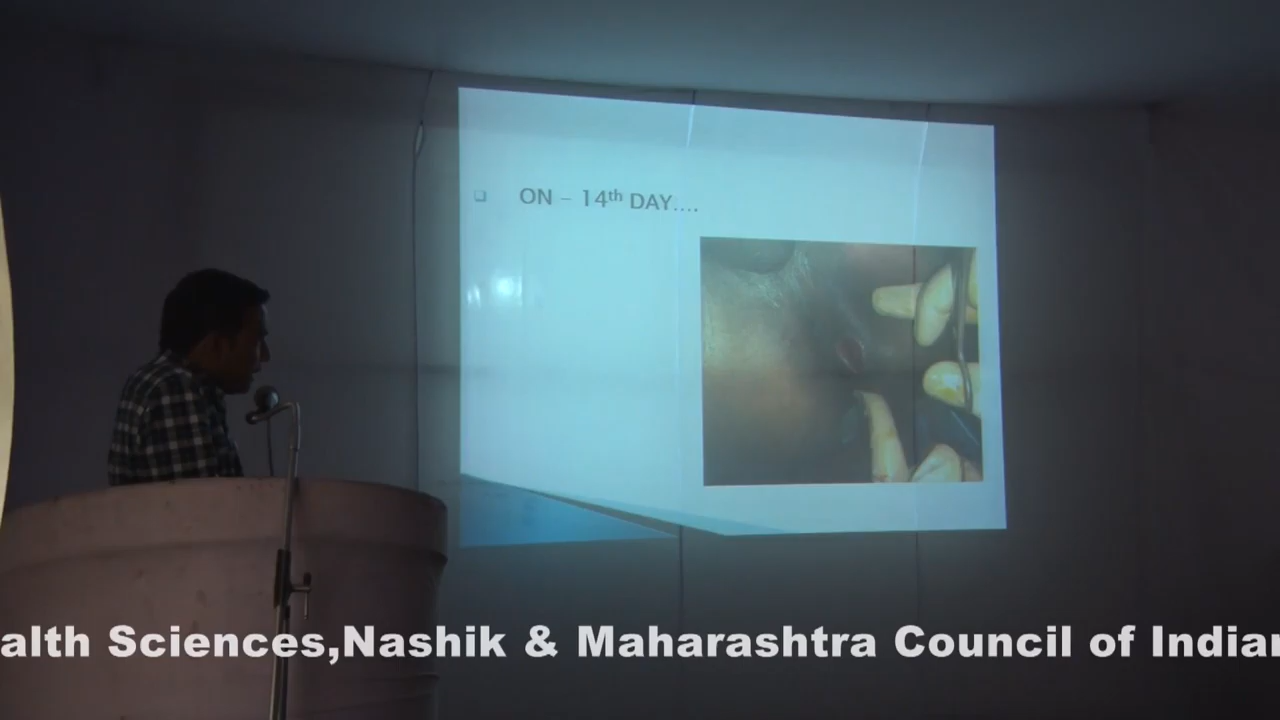 ❑ ON – 14th DAY....
alth Sciences,Nashik & Maharashtra Council of Indian